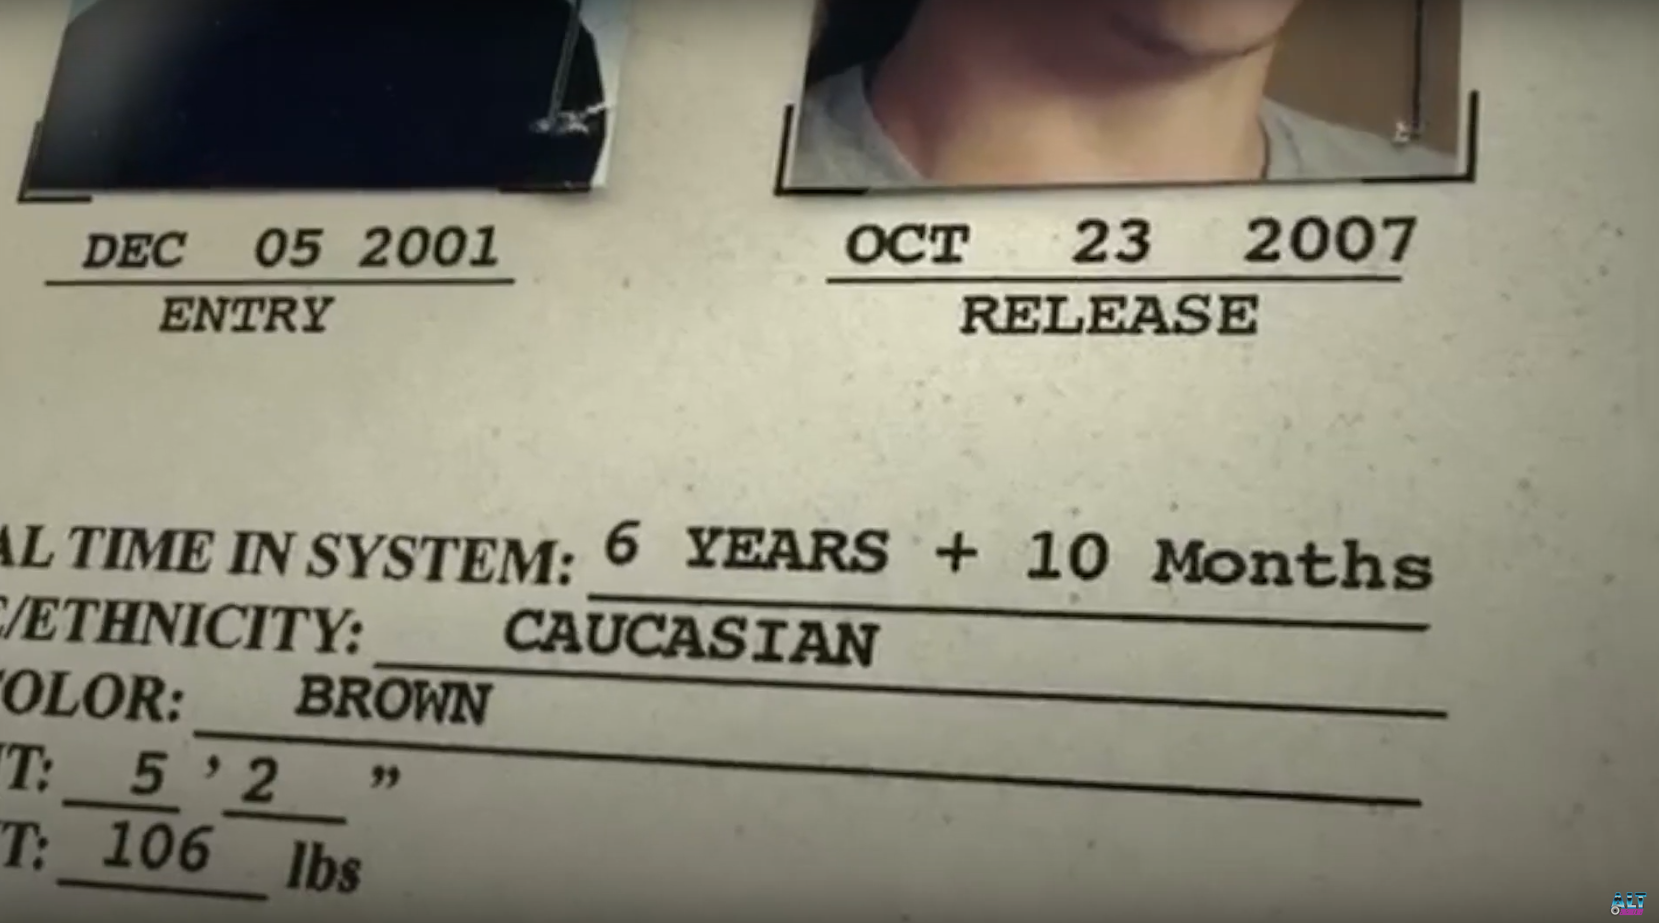 DEC 05 2001
ENTRY
OCT 23 2007
RELEASE
AL TIME IN SYSTEM: 6 YEARS + 10 Months
/ETHNICITY: CAUCASIAN
OLOR: BROWN
T: 5 ' 2 ”
T: 106 lbs
ALT